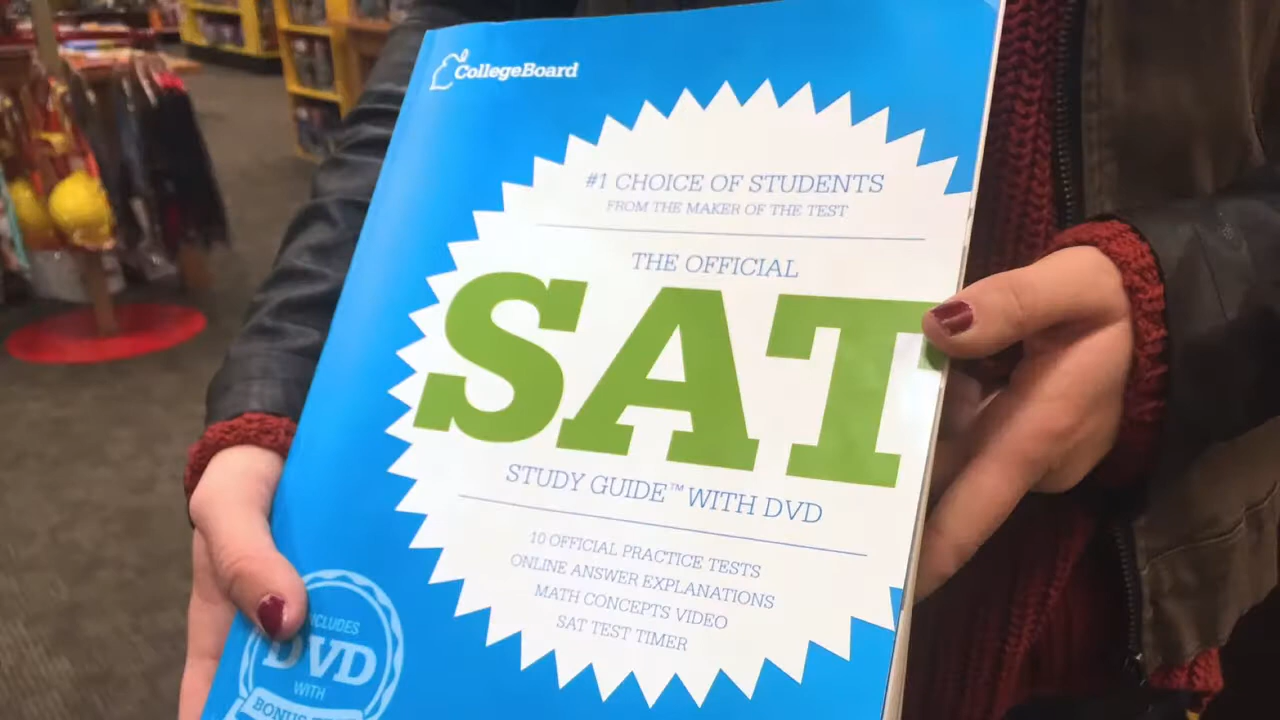 CollegeBoard
#1 CHOICE OF STUDENTS
FROM THE MAKER OF THE TEST
THE OFFICIAL
SAT
STUDY GUIDE™ WITH DVD
10 OFFICIAL PRACTICE TESTS
ONLINE ANSWER EXPLANATIONS
MATH CONCEPTS VIDEO
SAT TEST TIMER
DVD
WITH
BONUS